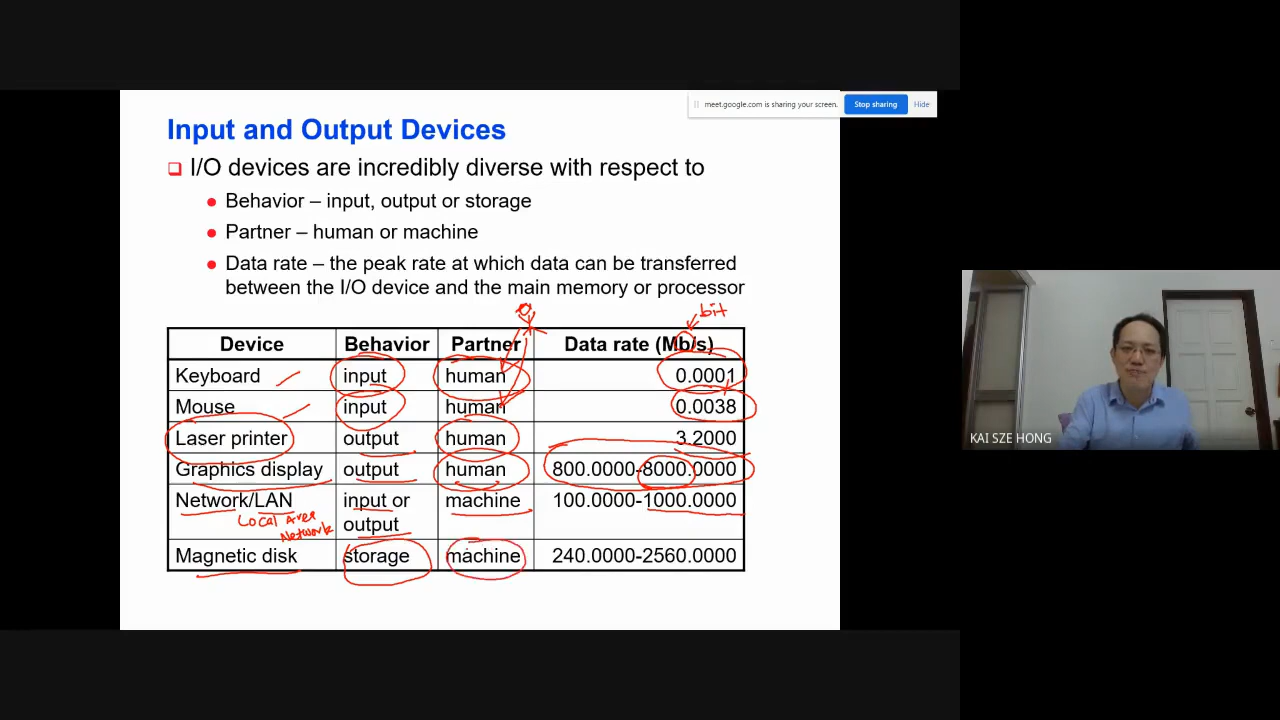 meet.google.com is sharing your screen.
Stop sharing
Hide
Input and Output Devices
I/O devices are incredibly diverse with respect to
Behavior – input, output or storage
Partner – human or machine
Data rate – the peak rate at which data can be transferred
between the I/O device and the main memory or processor
bit
Device Behavior Partner Data rate (Mb/s)
Keyboard input human 0.0001
Mouse input human 0.0038
Laser printer output human 3.2000
Graphics display output human 800.0000-8000.0000
Network/LAN input or machine 100.0000-1000.0000
Local Area output
Network
Magnetic disk storage machine 240.0000-2560.0000
KAI SZE HONG